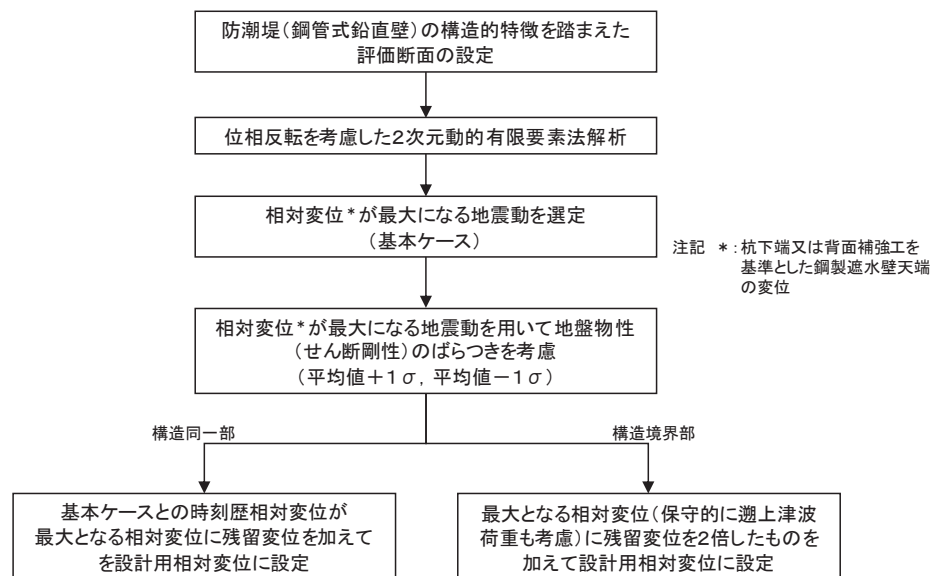 防潮堤（鋼管式鉛直壁）の構造的特徴を踏まえた
評価断面の設定
位相反転を考慮した２次元動的有限要素法解析
相対変位＊が最大になる地震動を選定
（基本ケース）
注記　＊：杭下端又は背面補強工を
基準とした鋼製遮水壁天端
の変位
相対変位＊が最大になる地震動を用いて地盤物性
（せん断剛性）のばらつきを考慮
（平均値＋１σ，平均値－１σ）
構造同一部
構造境界部
基本ケースとの時刻歴相対変位が
最大となる相対変位に残留変位を加えて
を設計用相対変位に設定
最大となる相対変位（保守的に遡上津波
荷重も考慮）に残留変位を2倍したものを
加えて設計用相対変位に設定